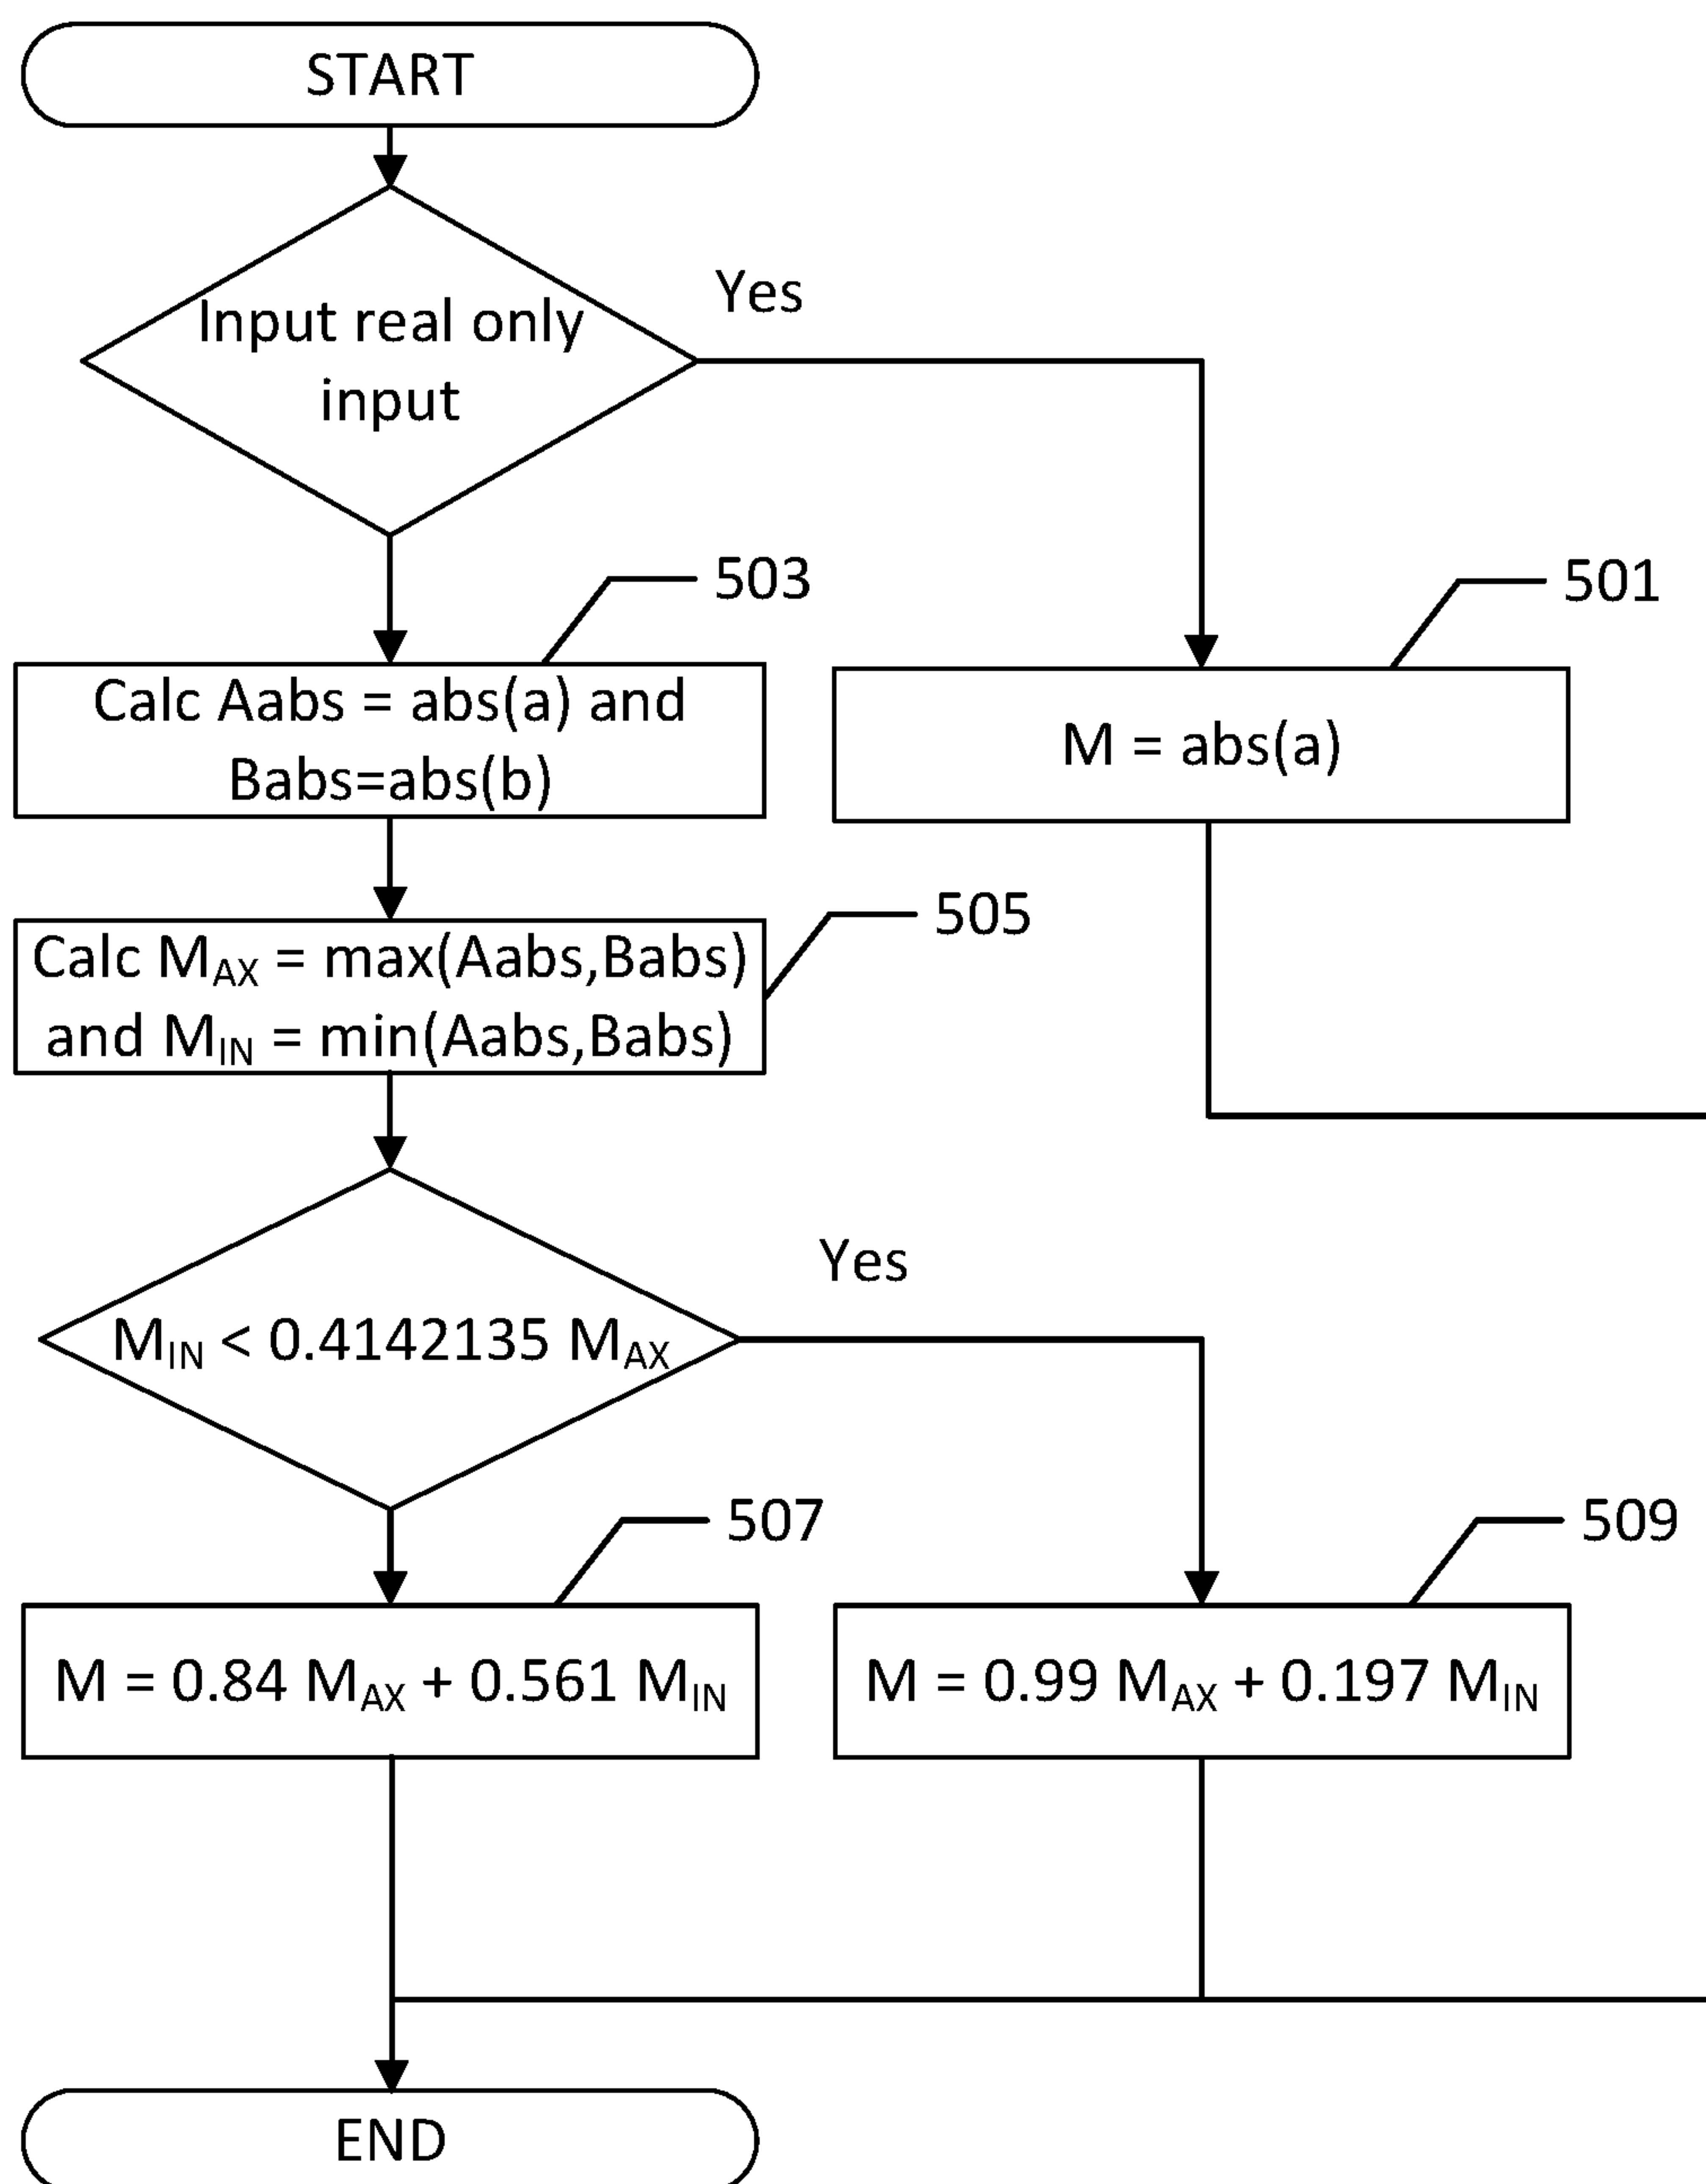 START
Input real only
input
Yes
503
501
Calc Aabs = abs(a) and
Babs=abs(b)
M = abs(a)
505
Calc MAX = max(Aabs,Babs)
and MIN = min(Aabs,Babs)
Yes
MIN < 0.4142135 MAX
507
509
M = 0.84 MAX + 0.561 MIN
M = 0.99 MAX + 0.197 MIN
END